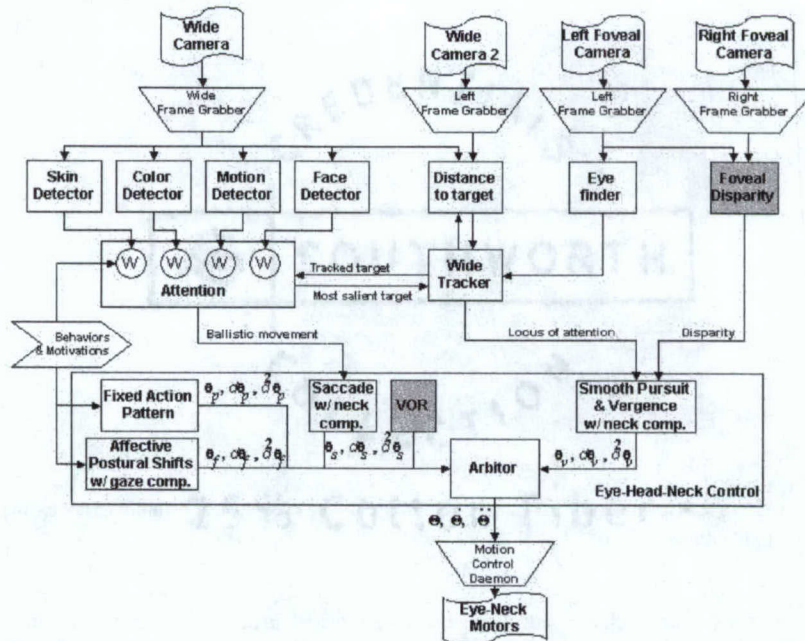 Wide
Camera
Wide
Camera 2
Left Foveal
Camera
Right Foveal
Camera
Wide
Frame Grabber
Left
Frame Grabber
Left
Frame Grabber
Right
Frame Grabber
Skin
Detector
Color
Detector
Motion
Detector
Face
Detector
Distance
to target
Eye
finder
Foveal
Disparity
W W W W
Attention
Tracked target
Most salient target
Wide
Tracker
Behaviors
& Motivations
Ballistic movement
Locus of attention
Disparity
Fixed Action
Pattern
Saccade
w/ neck
comp.
VOR
Smooth Pursuit
& Vergence
w/ neck comp.
Affective
Postural Shifts
w/ gaze comp.
Arbitor
Eye-Head-Neck Control
Θ, Θ̇, Θ̈
Motion
Control
Daemon
Eye-Neck
Motors
SOUTHWORTH
25% Cotton Fiber